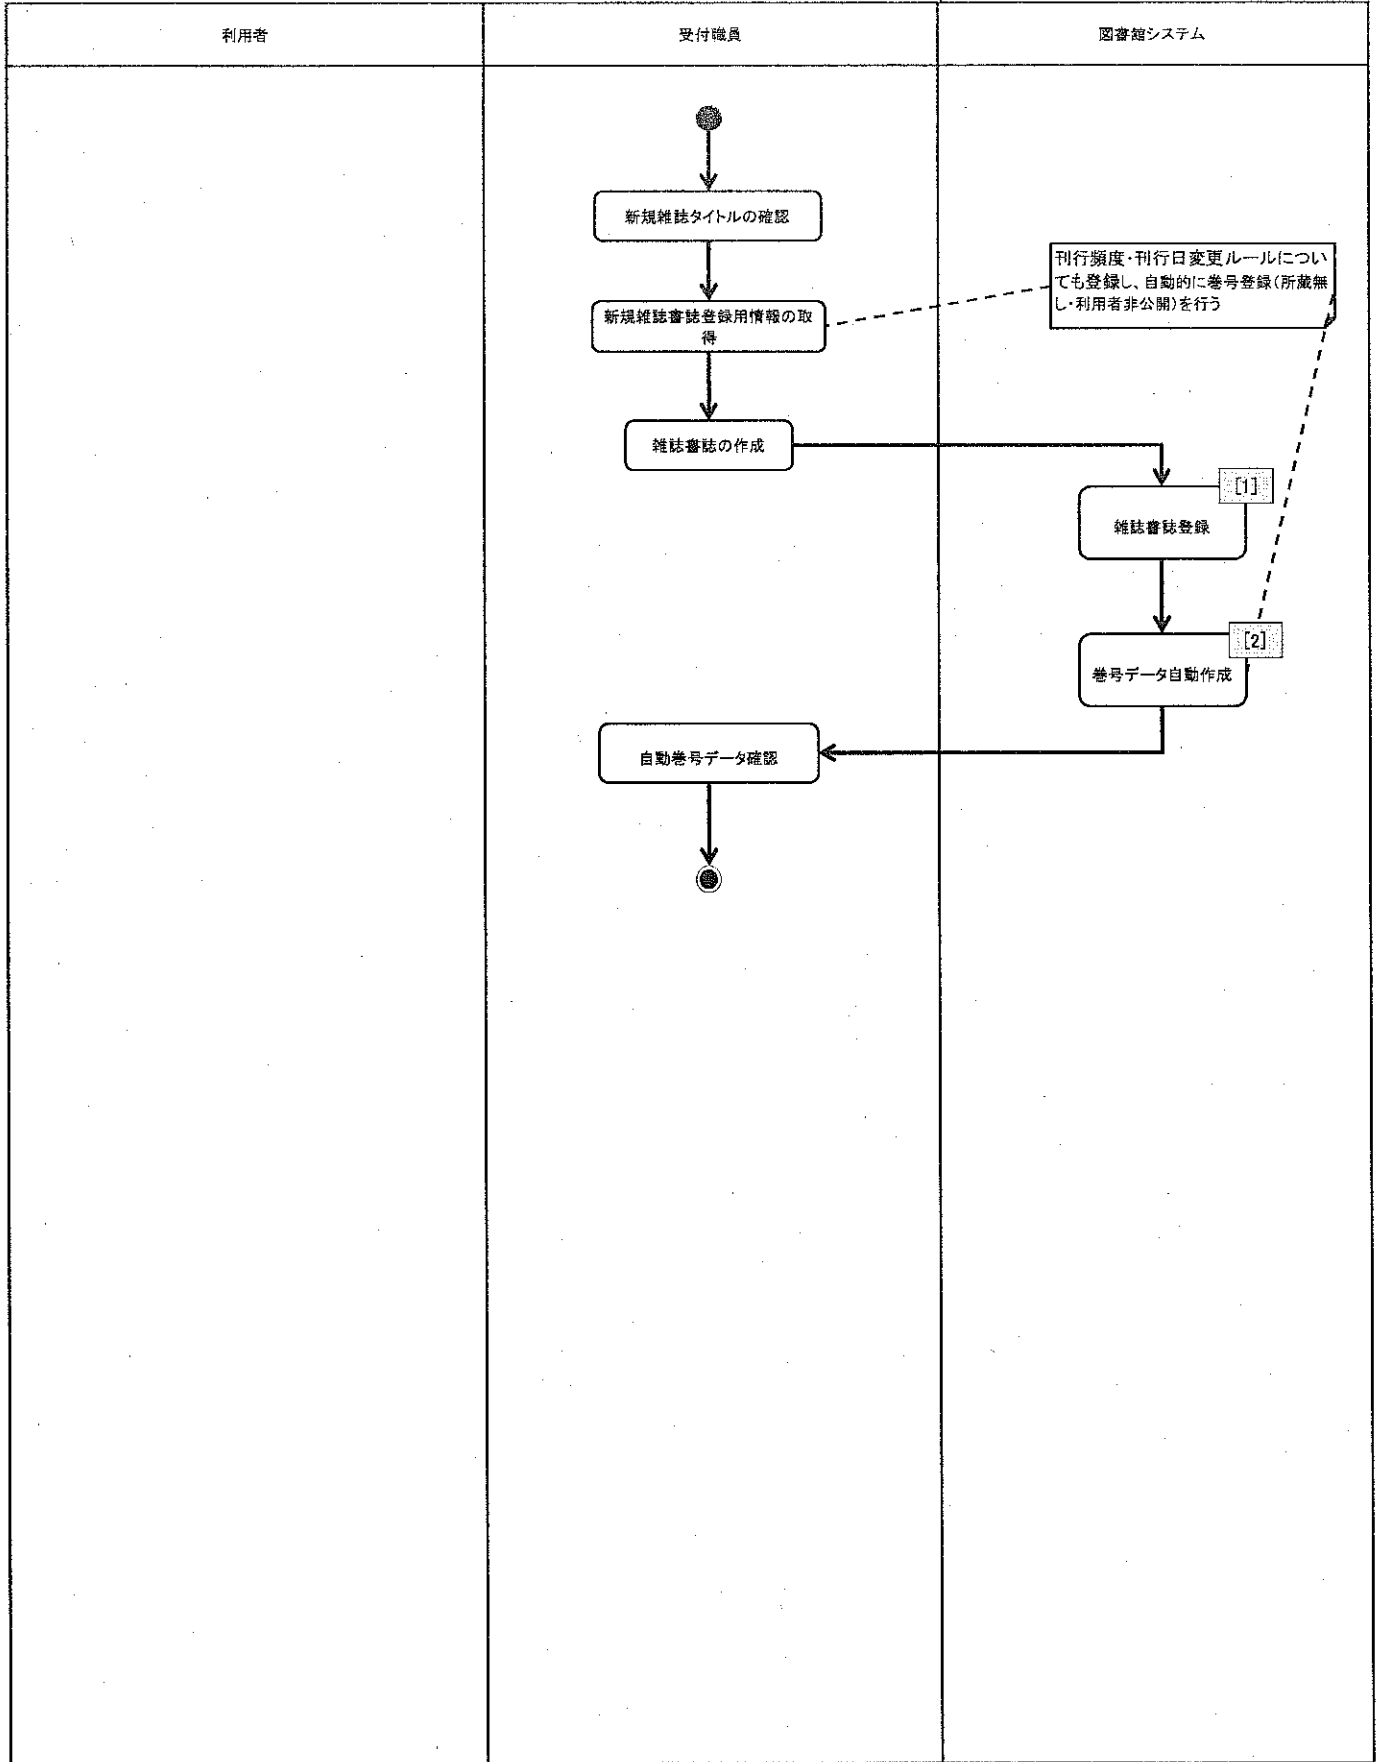 利用者
受付職員
図書館システム
新規雑誌タイトルの確認
刊行頻度・刊行日変更ルールについ
ても登録し、自動的に巻号登録(所蔵無
し・利用者非公開)を行う
新規雑誌書誌登録用情報の取
得
雑誌書誌の作成
[1]
雑誌書誌登録
[2]
巻号データ自動作成
自動巻号データ確認